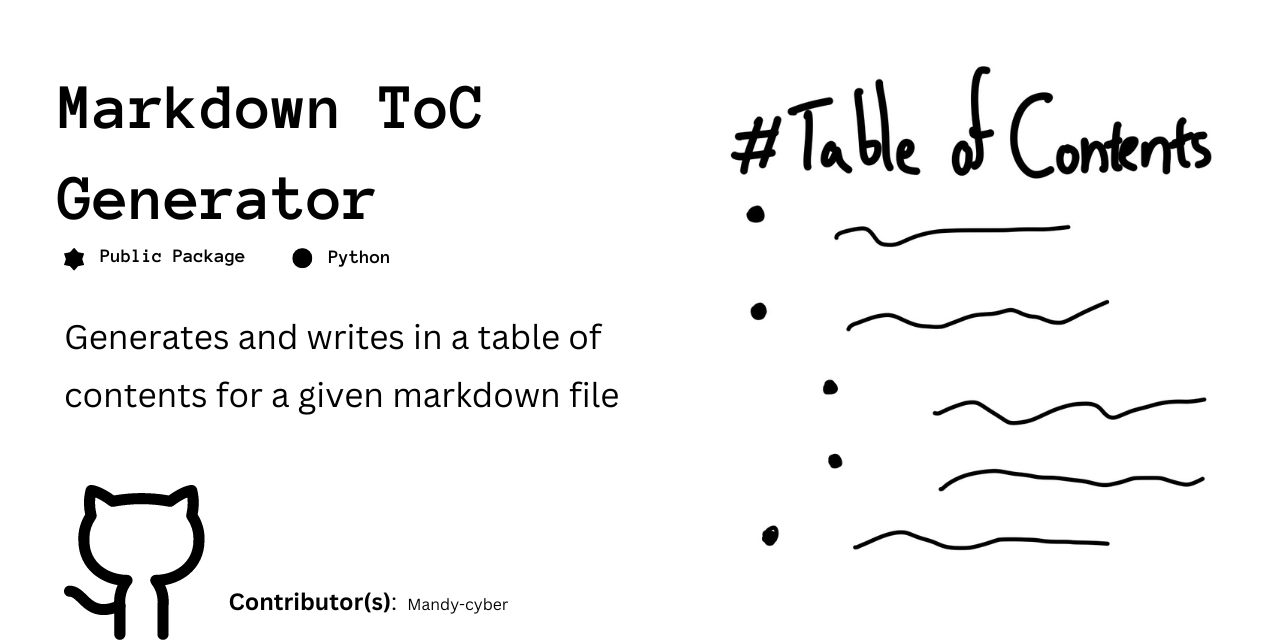 Markdown ToC
Generator
Public Package
Python
Generates and writes in a table of
contents for a given markdown file
Contributor(s): Mandy-cyber
#Table of Contents